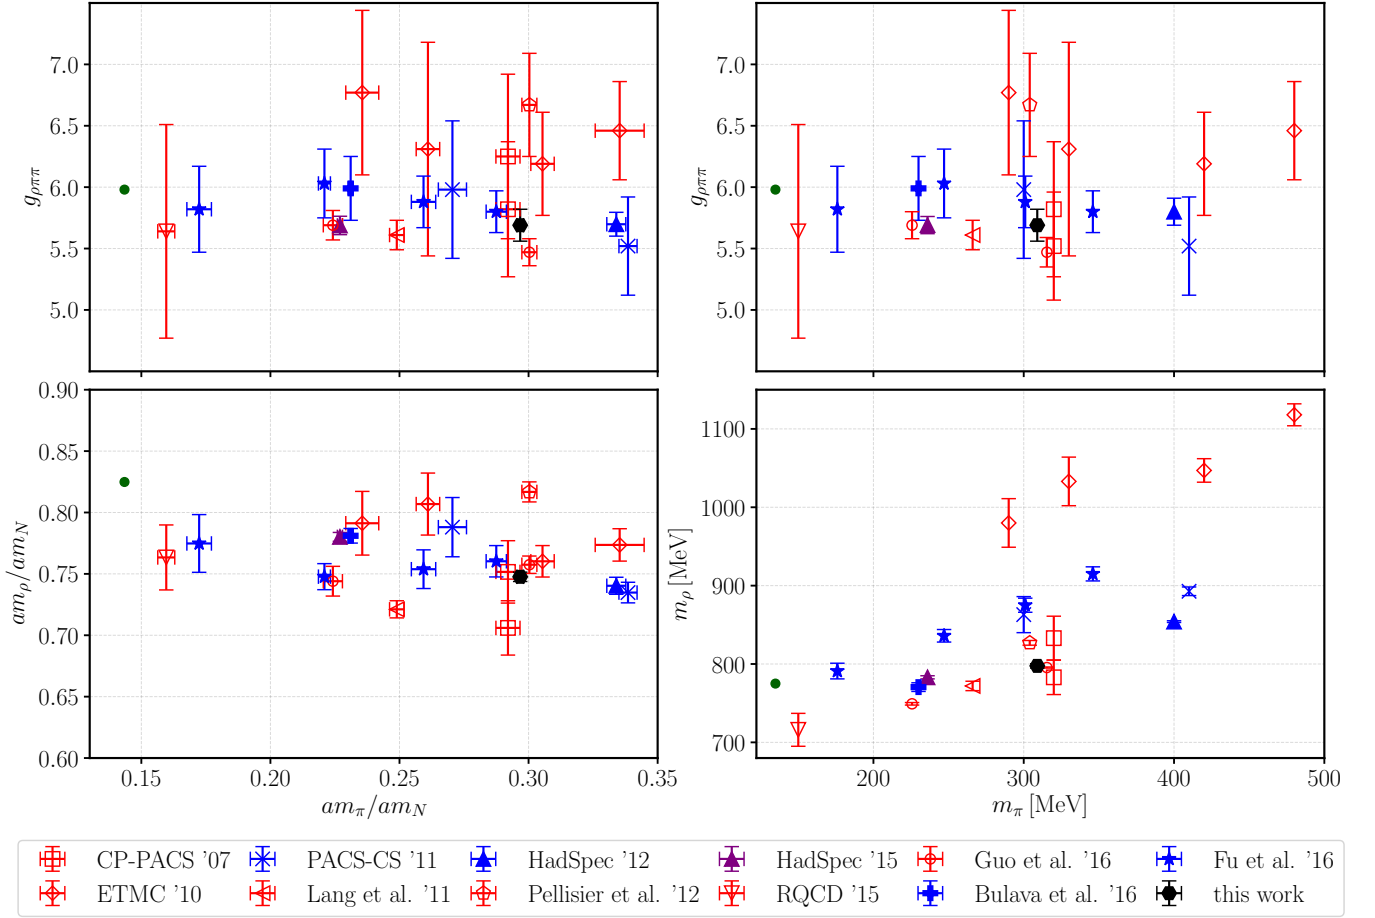 7.0
6.5
6.0
5.5
5.0
gρππ
7.0
6.5
6.0
5.5
5.0
gρππ
0.90
0.85
0.80
0.75
0.70
0.65
0.60
amρ/amN
0.15 0.20 0.25 0.30 0.35
amπ/amN
1100
1000
900
800
700
mρ [MeV]
200 300 400 500
mπ [MeV]
CP-PACS '07 PACS-CS '11 HadSpec '12 HadSpec '15 Guo et al. '16 Fu et al. '16
ETMC '10 Lang et al. '11 Pellisier et al. '12 RQCD '15 Bulava et al. '16 this work